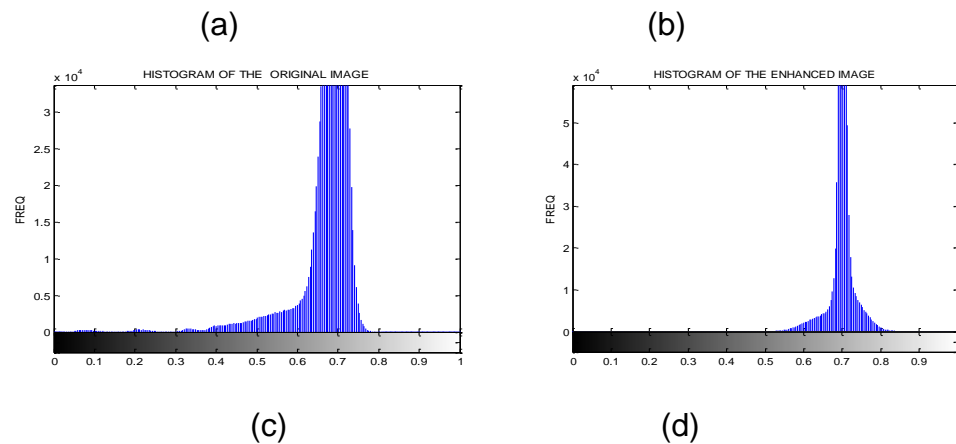 (a) (b)
HISTOGRAM OF THE ORIGINAL IMAGE
x 10^4
3
2.5
2
1.5
1
0.5
0
FREQ
0 0.1 0.2 0.3 0.4 0.5 0.6 0.7 0.8 0.9 1
HISTOGRAM OF THE ENHANCED IMAGE
x 10^4
5
4
3
2
1
0
FREQ
0 0.1 0.2 0.3 0.4 0.5 0.6 0.7 0.8 0.9
(c) (d)